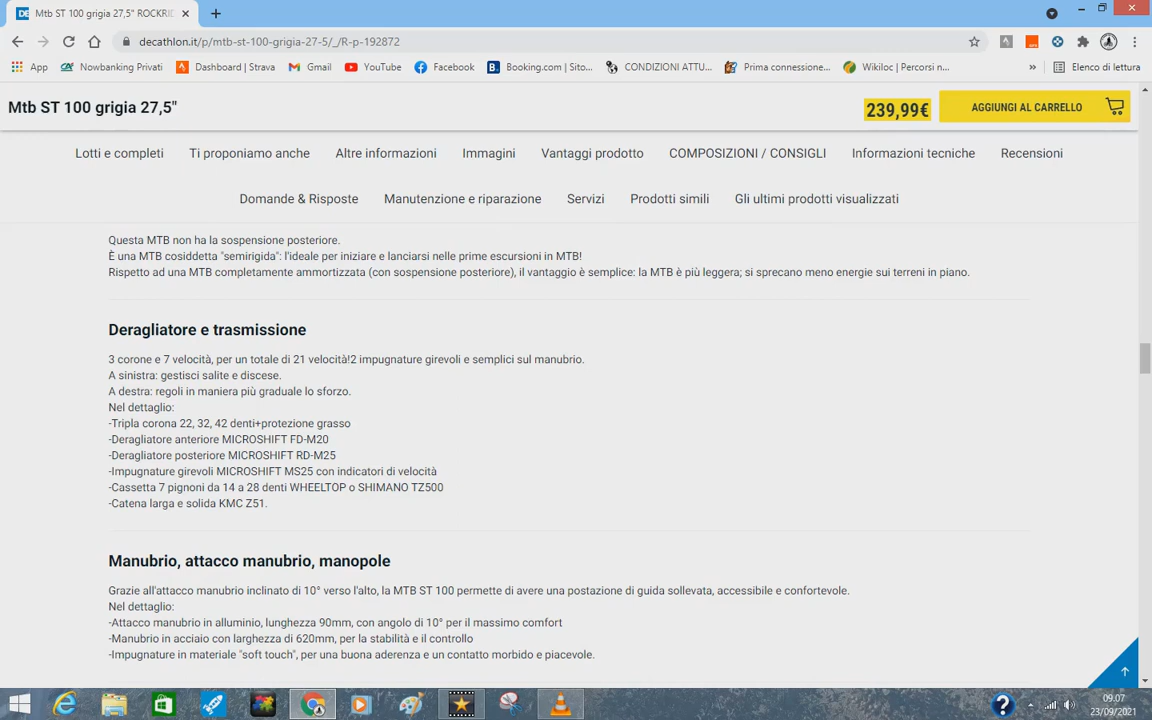 Mtb ST 100 grigia 27,5" ROCKRID
decathlon.it/p/mtb-st-100-grigia-27-5/_/R-p-192872
App Nowbanking Privati Dashboard | Strava Gmail YouTube Facebook Booking.com | Sito... CONDIZIONI ATTU... Prima connessione... Wikiloc | Percorsi n... » Elenco di lettura
Mtb ST 100 grigia 27,5" 239,99€ AGGIUNGI AL CARRELLO
Lotti e completi Ti proponiamo anche Altre informazioni Immagini Vantaggi prodotto COMPOSIZIONI / CONSIGLI Informazioni tecniche Recensioni
Domande & Risposte Manutenzione e riparazione Servizi Prodotti simili Gli ultimi prodotti visualizzati
Questa MTB non ha la sospensione posteriore.
È una MTB cosiddetta "semirigida": l'ideale per iniziare e lanciarsi nelle prime escursioni in MTB!
Rispetto ad una MTB completamente ammortizzata (con sospensione posteriore), il vantaggio è semplice: la MTB è più leggera; si sprecano meno energie sui terreni in piano.
Deragliatore e trasmissione
3 corone e 7 velocità, per un totale di 21 velocità!2 impugnature girevoli e semplici sul manubrio.
A sinistra: gestisci salite e discese.
A destra: regoli in maniera più graduale lo sforzo.
Nel dettaglio:
-Tripla corona 22, 32, 42 denti+protezione grasso
-Deragliatore anteriore MICROSHIFT FD-M20
-Deragliatore posteriore MICROSHIFT RD-M25
-Impugnature girevoli MICROSHIFT MS25 con indicatori di velocità
-Cassetta 7 pignoni da 14 a 28 denti WHEELTOP o SHIMANO TZ500
-Catena larga e solida KMC Z51.
Manubrio, attacco manubrio, manopole
Grazie all'attacco manubrio inclinato di 10° verso l'alto, la MTB ST 100 permette di avere una postazione di guida sollevata, accessibile e confortevole.
Nel dettaglio:
-Attacco manubrio in alluminio, lunghezza 90mm, con angolo di 10° per il massimo comfort
-Manubrio in acciaio con larghezza di 620mm, per la stabilità e il controllo
-Impugnature in materiale "soft touch", per una buona aderenza e un contatto morbido e piacevole.
09.07
23/09/2021